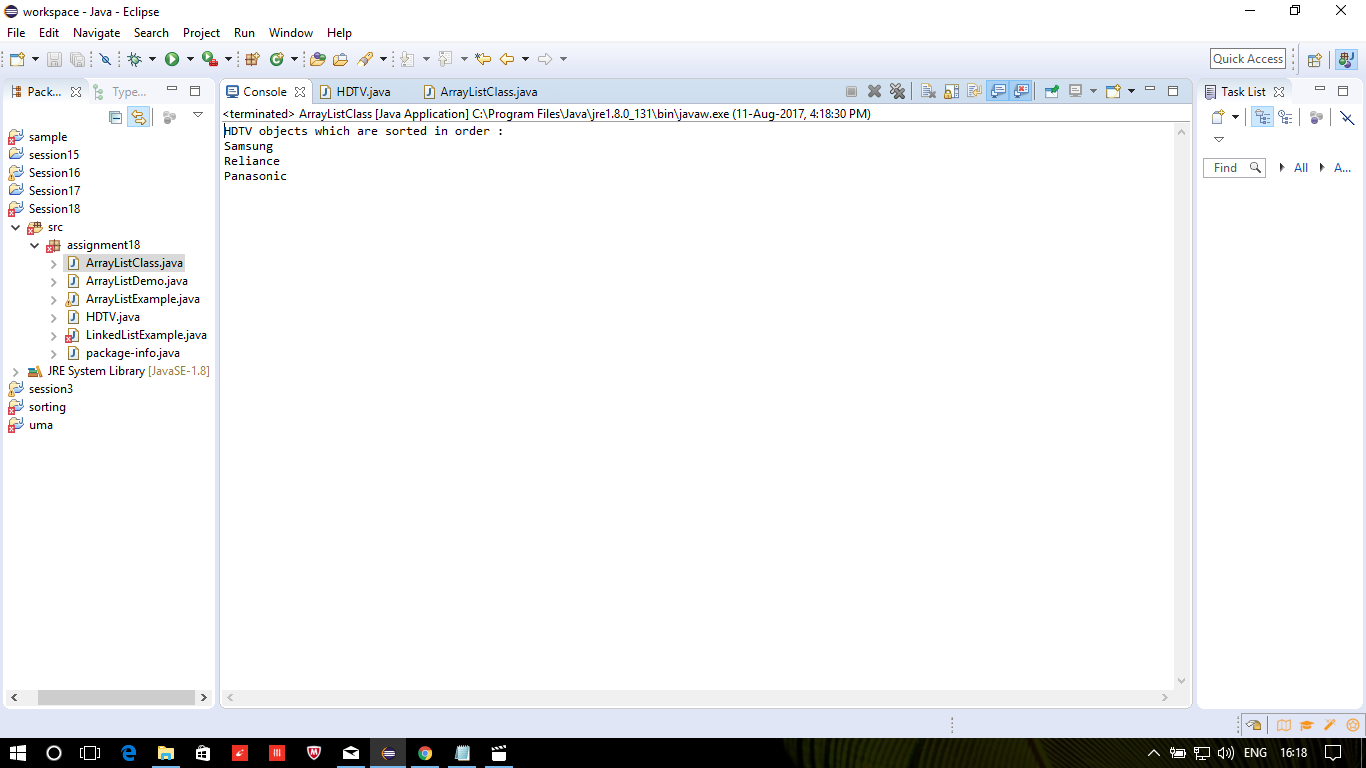 workspace - Java - Eclipse
File Edit Navigate Search Project Run Window Help
Quick Access
Pack... Type...
Console HDTV.java ArrayListClass.java
Task List
<terminated> ArrayListClass [Java Application] C:\Program Files\Java\jre1.8.0_131\bin\javaw.exe (11-Aug-2017, 4:18:30 PM)
HDTV objects which are sorted in order :
Samsung
Reliance
Panasonic
sample
session15
Session16
Session17
Session18
src
assignment18
ArrayListClass.java
ArrayListDemo.java
ArrayListExample.java
HDTV.java
LinkedListExample.java
package-info.java
JRE System Library [JavaSE-1.8]
session3
sorting
uma
Find All A...
ENG 16:18